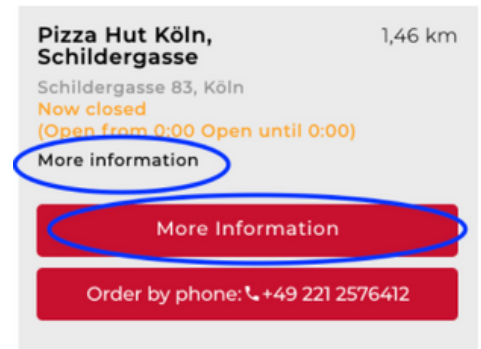 Pizza Hut Köln, 1,46 km
Schildergasse
Schildergasse 83, Köln
Now closed
(Open from 0:00 Open until 0:00)
More information
More Information
Order by phone: +49 221 2576412